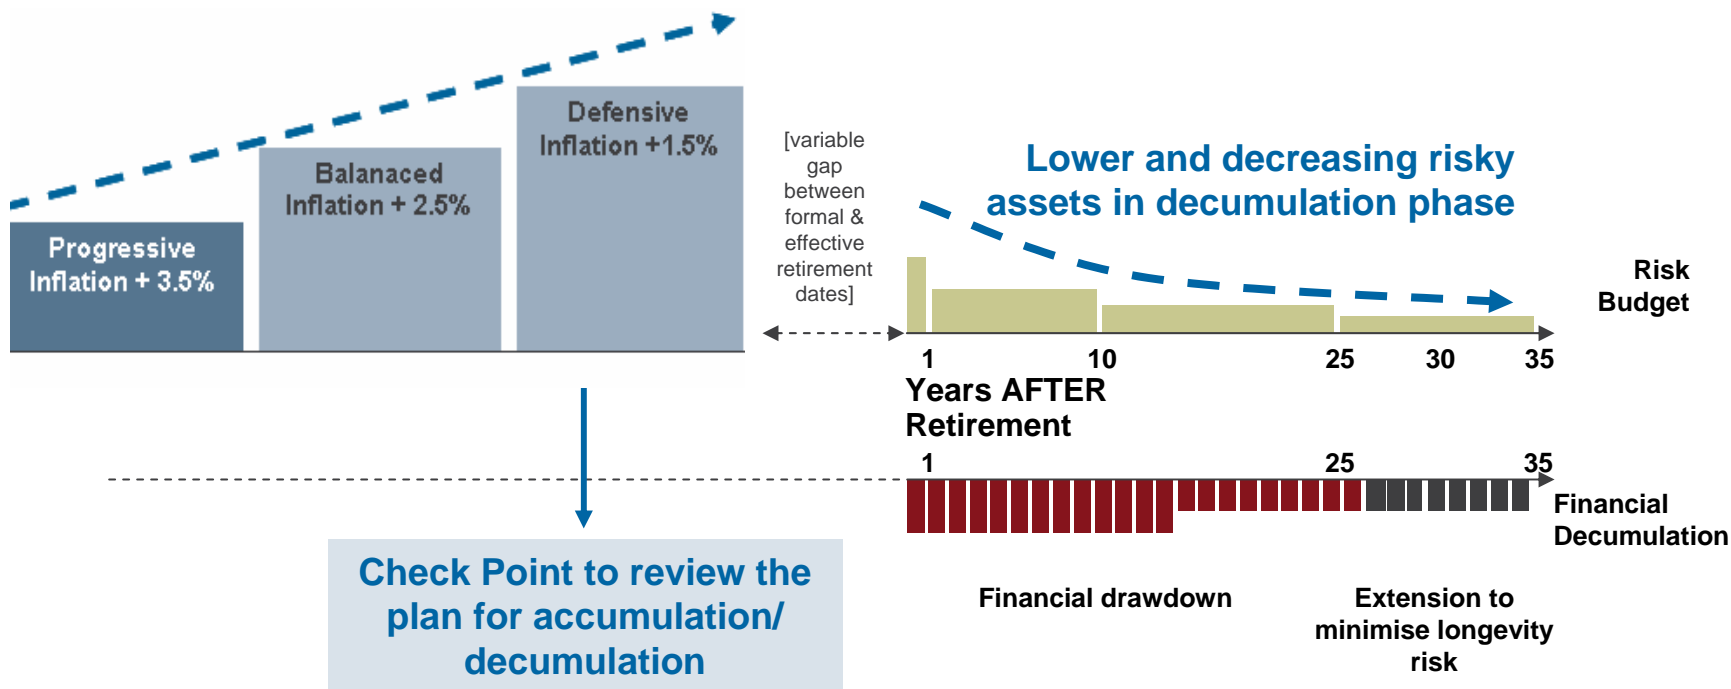 Progressive
Inflation + 3.5%
Balanaced
Inflation + 2.5%
Defensive
Inflation +1.5%
[variable
gap
between
formal &
effective
retirement
dates]
Lower and decreasing risky
assets in decumulation phase
Risk
Budget
1 10 25 30 35
Years AFTER
Retirement
1 25 35
Financial
Decumulation
Check Point to review the
plan for accumulation/
decumulation
Financial drawdown
Extension to
minimise longevity
risk